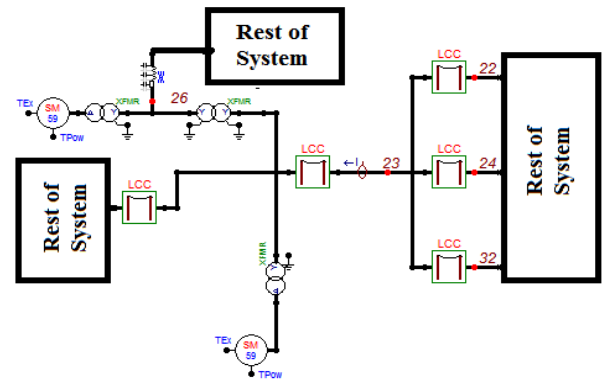 Rest of
System
LCC
22
XFMR
26
XFMR
TEx
SM
59
TPow
A
Y
Y
Y
LCC
LCC
I
23
24
Rest of
System
Rest of
System
LCC
LCC
32
XFMR
Y
A
TEx
SM
59
TPow